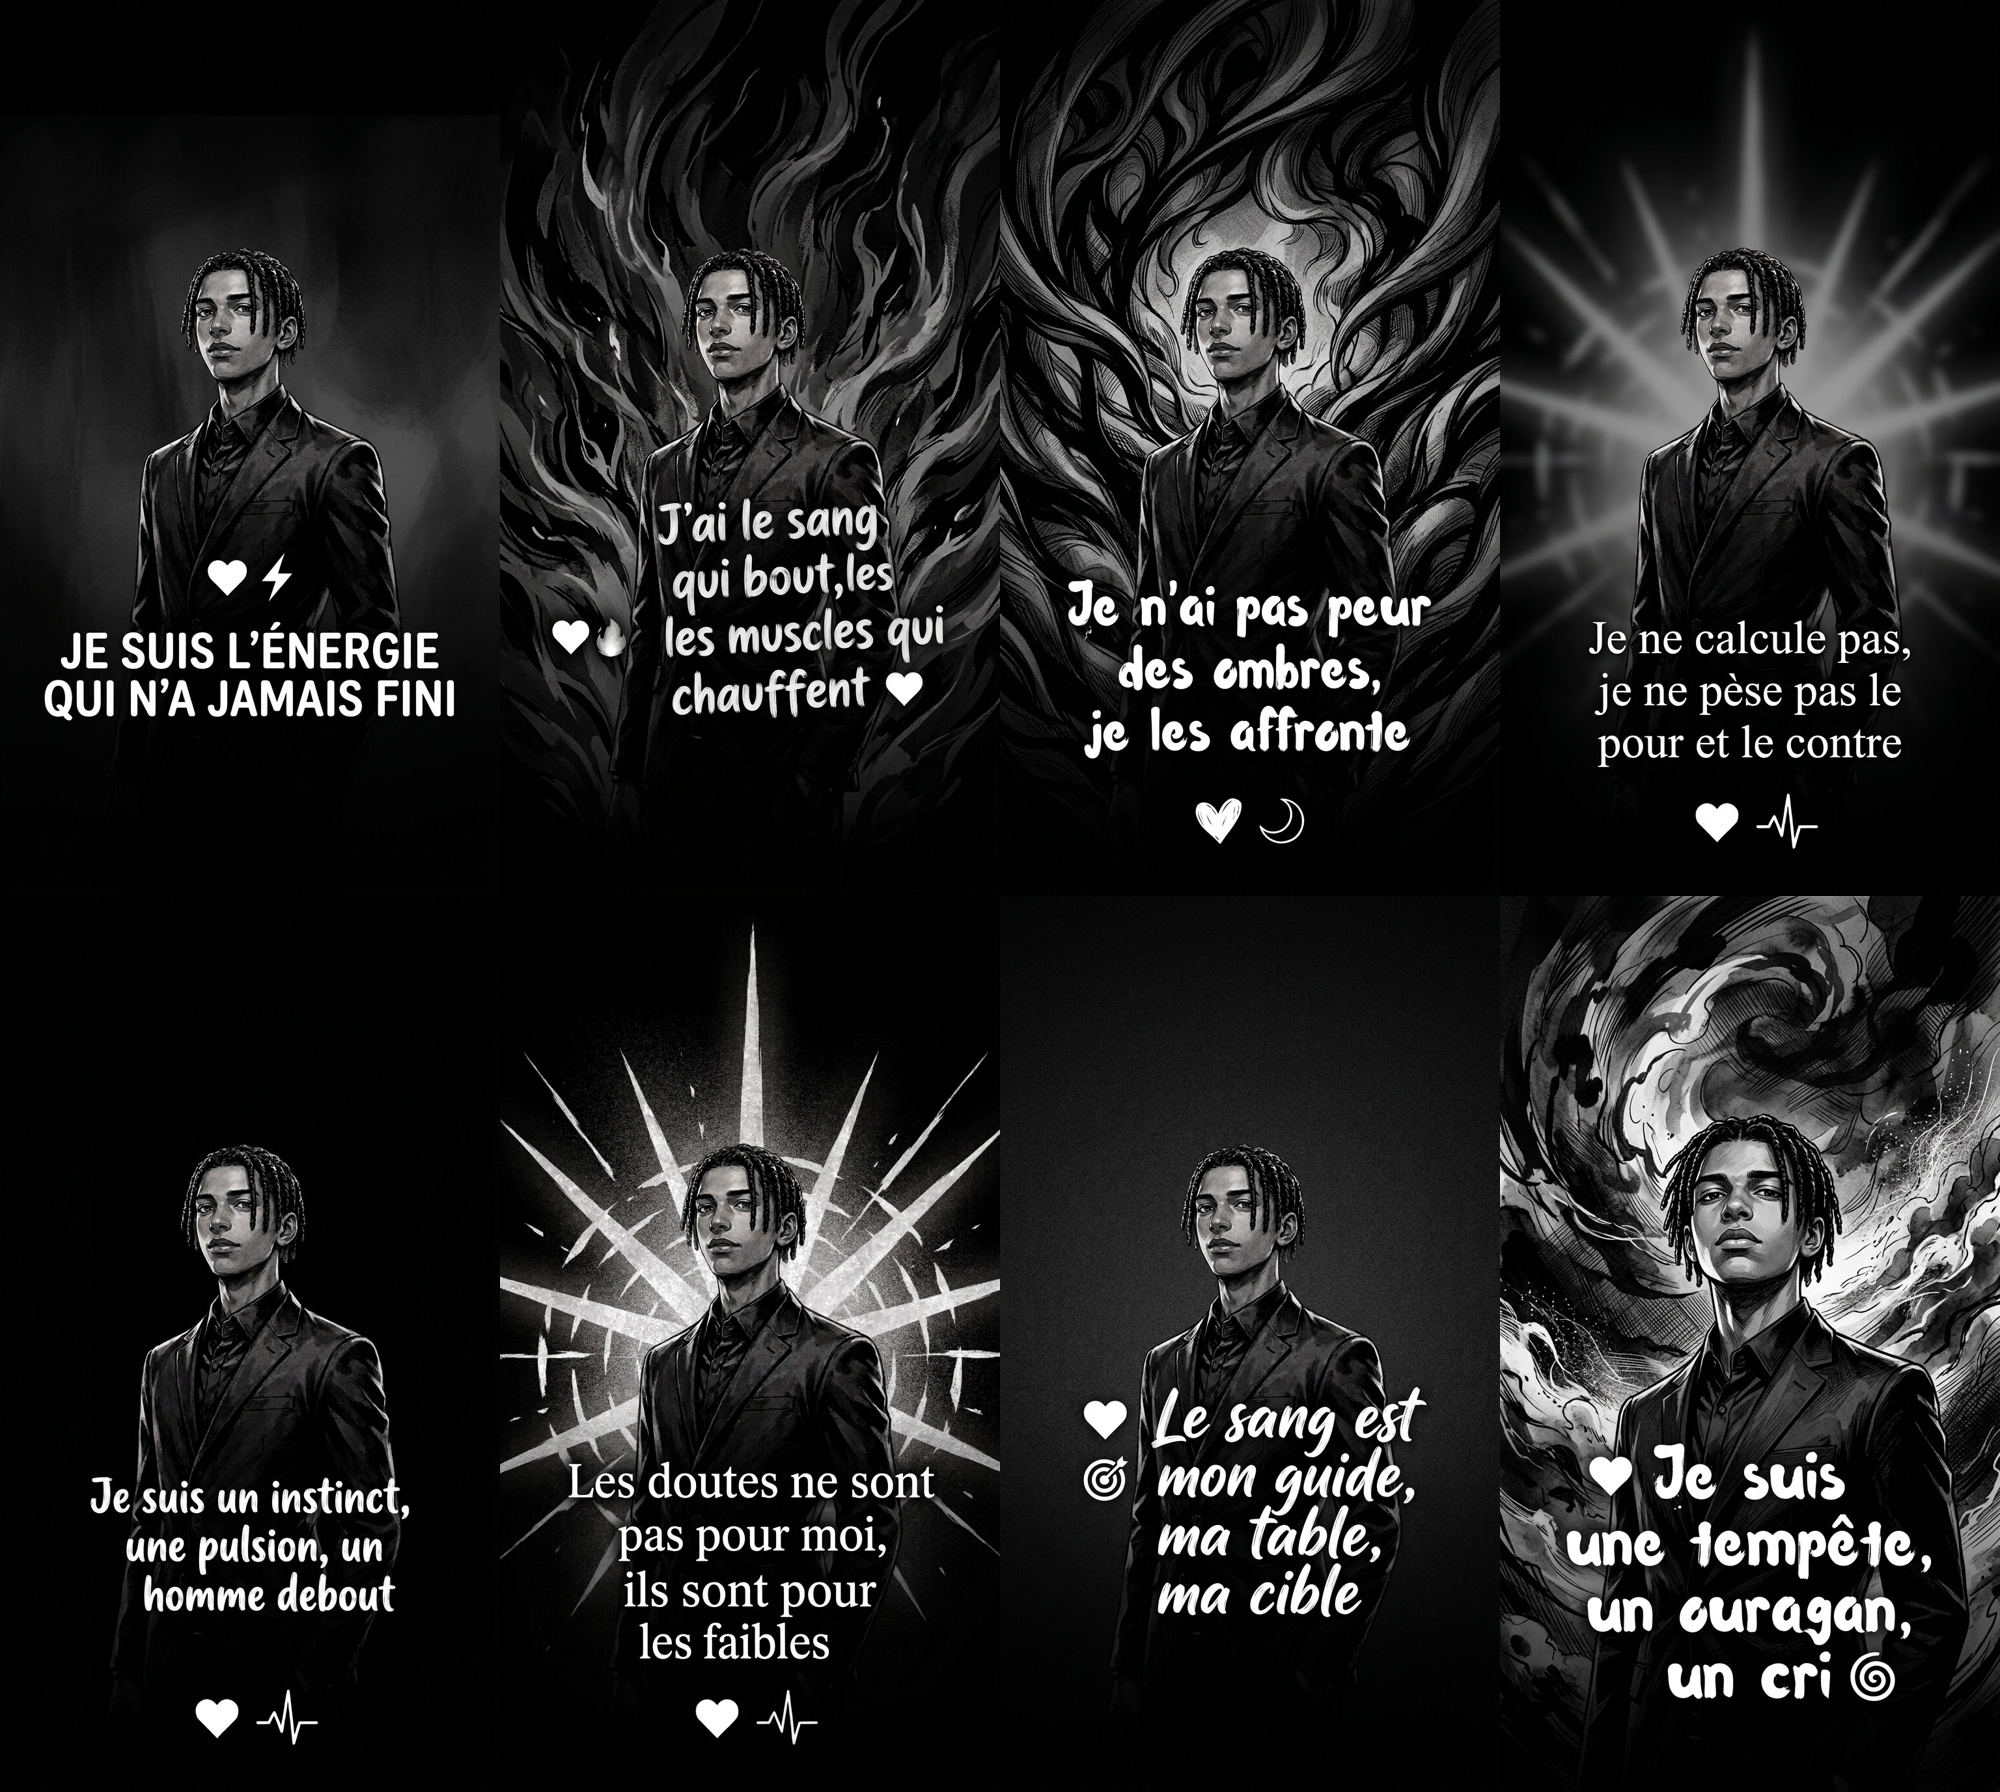 JE SUIS L'ÉNERGIE
QUI N'A JAMAIS FINI
J'ai le sang
qui bout,les
les muscles qui
chauffent
Je n'ai pas peur
des ombres,
je les affronte
Je ne calcule pas,
je ne pèse pas le
pour et le contre
Je suis un instinct,
une pulsion, un
homme debout
Les doutes ne sont
pas pour moi,
ils sont pour
les faibles
Le sang est
mon guide,
ma table,
ma cible
Je suis
une tempête,
un ouragan,
un cri